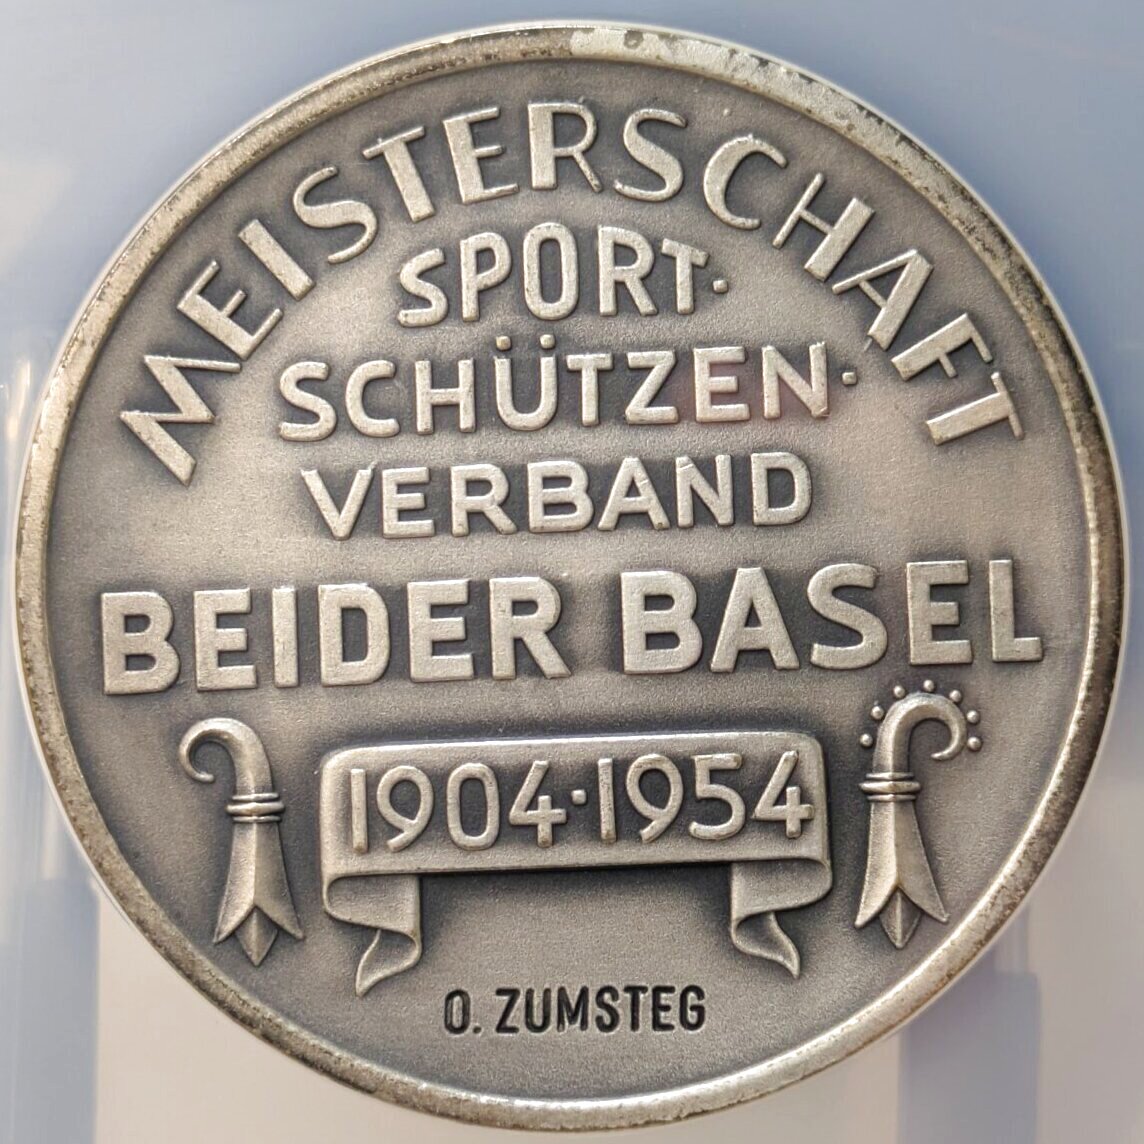 MEISTERSCHAFT
SPORT-
SCHÜTZEN-
VERBAND
BEIDER BASEL
1904·1954
O. ZUMSTEG